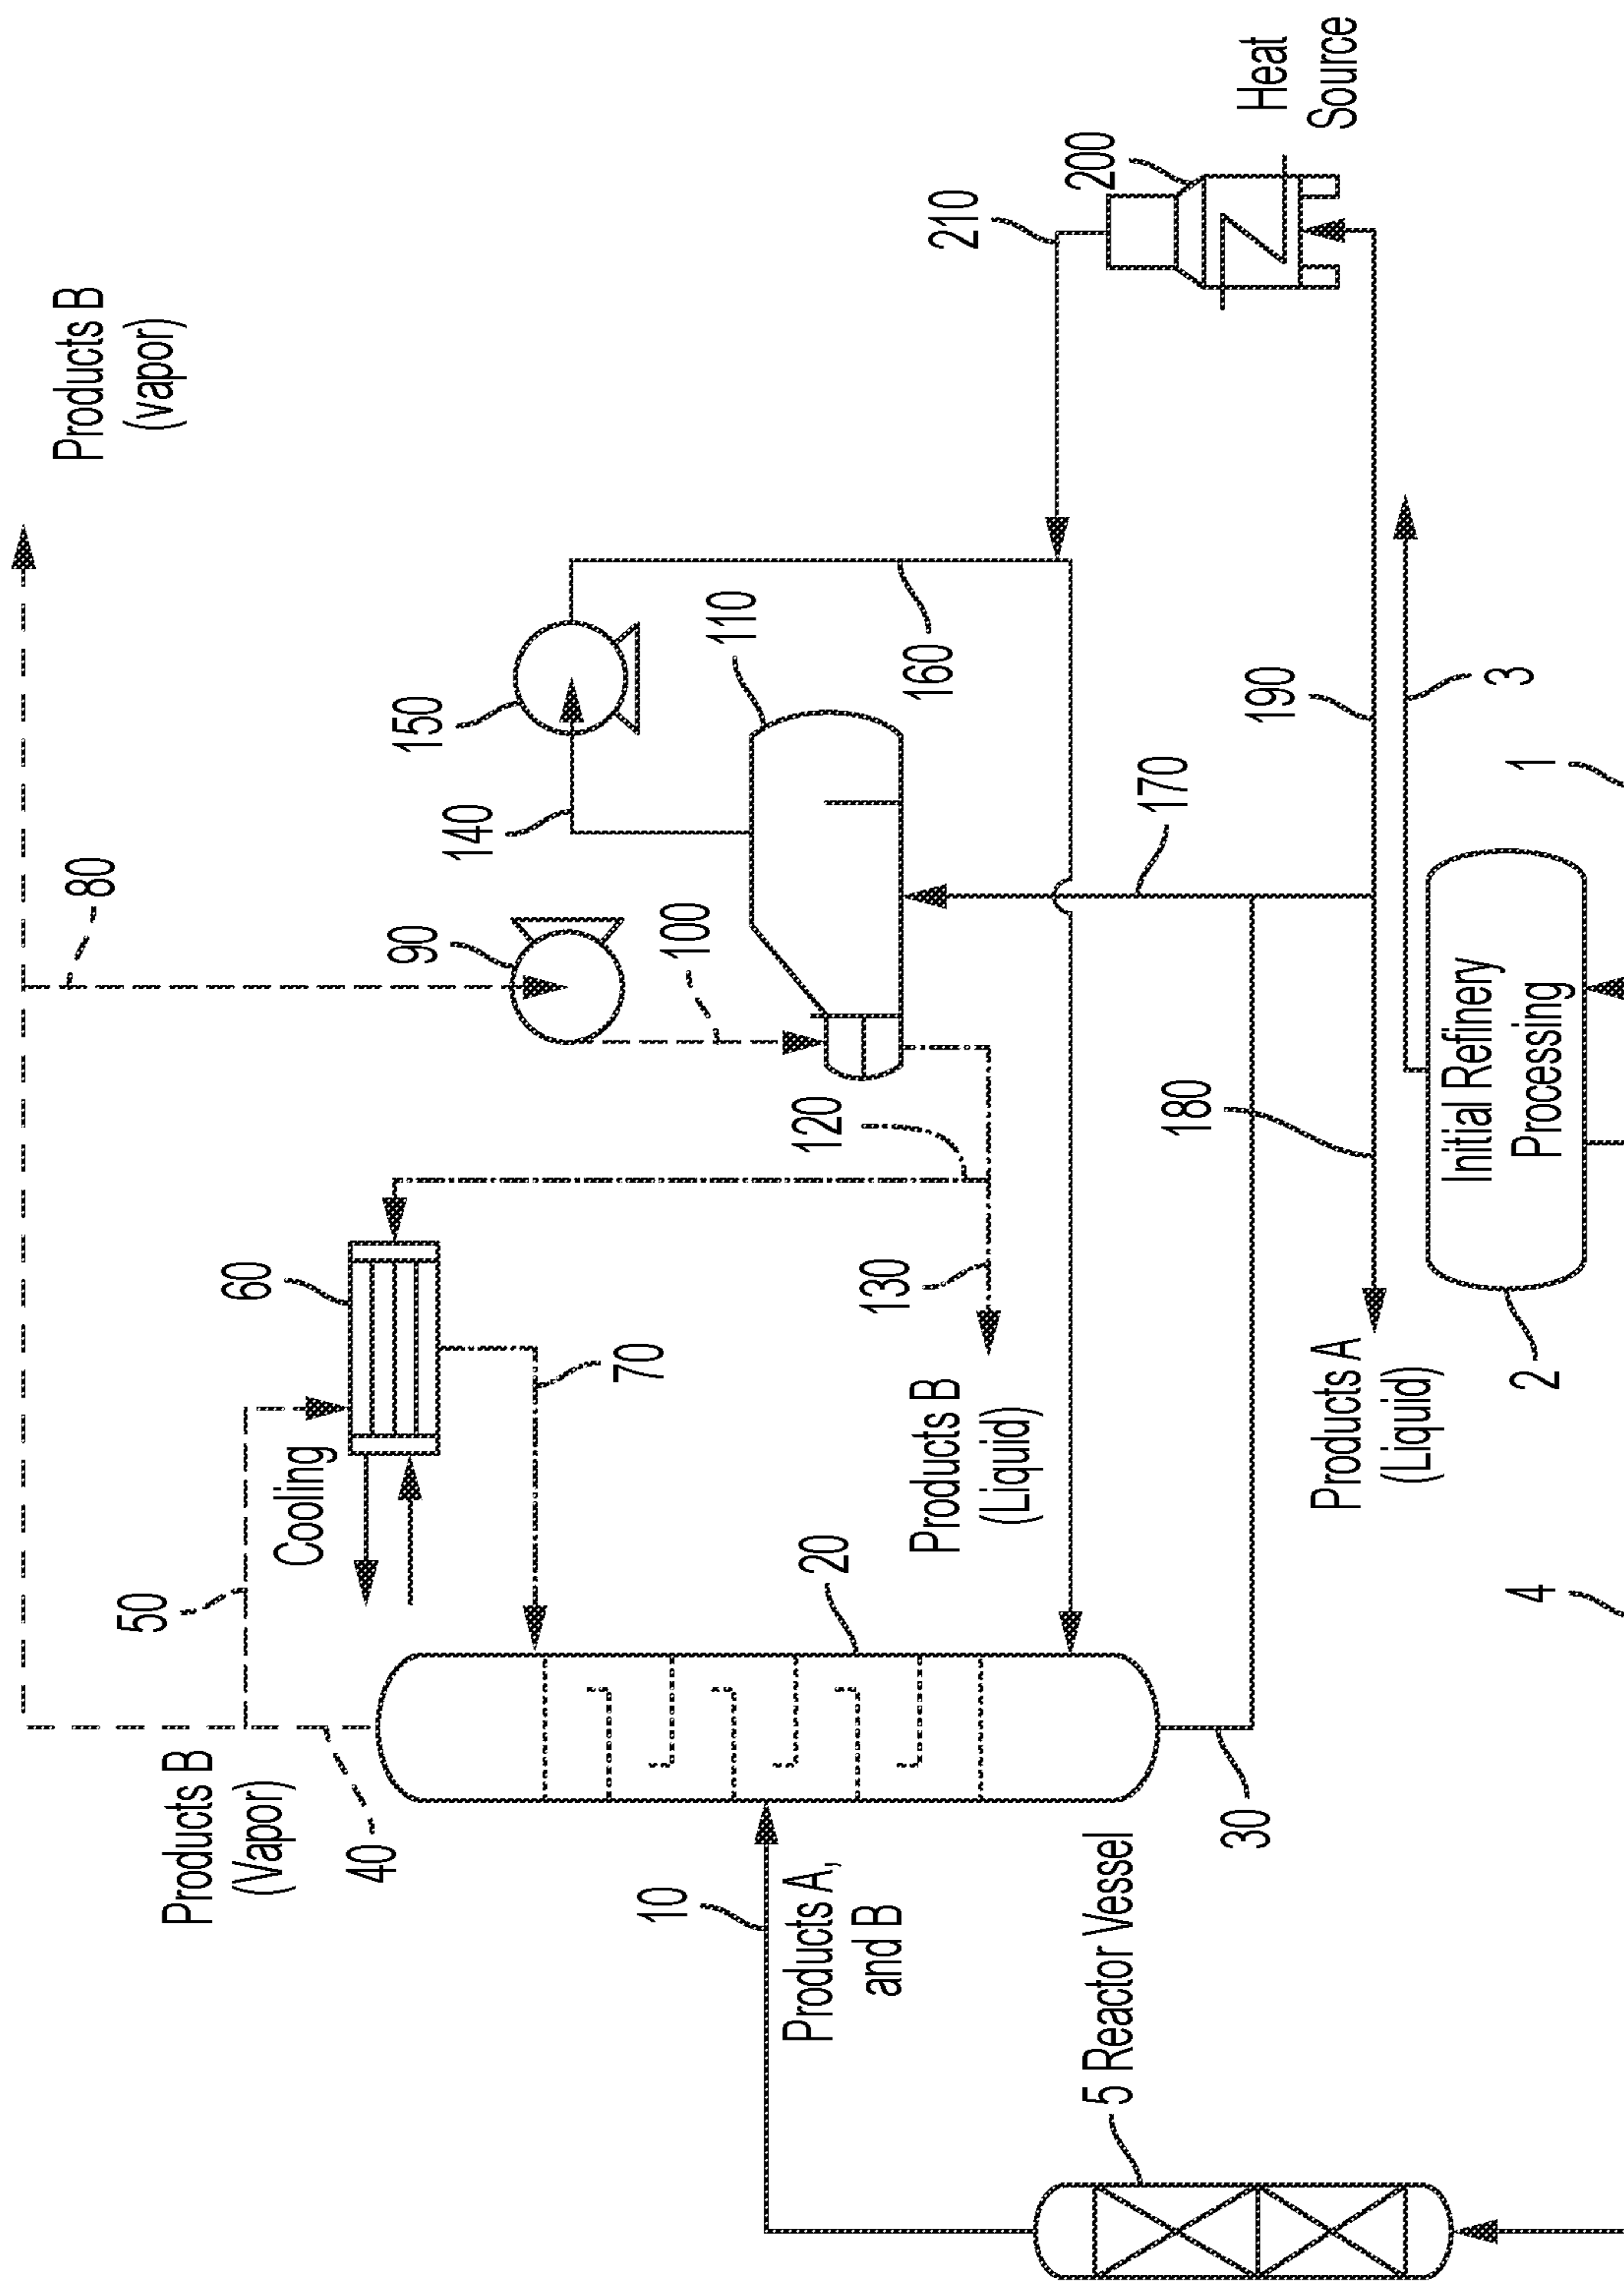 Products B
(vapor)
80
Products B
(Vapor)
50
40
Cooling
60
70
90
100
150
140
110
120
130
Products B
(Liquid)
160
210
200
Heat
Source
10
Products A,
and B
20
170
180
190
30
Products A
(Liquid)
5 Reactor Vessel
Initial Refinery
Processing
2
3
1
4